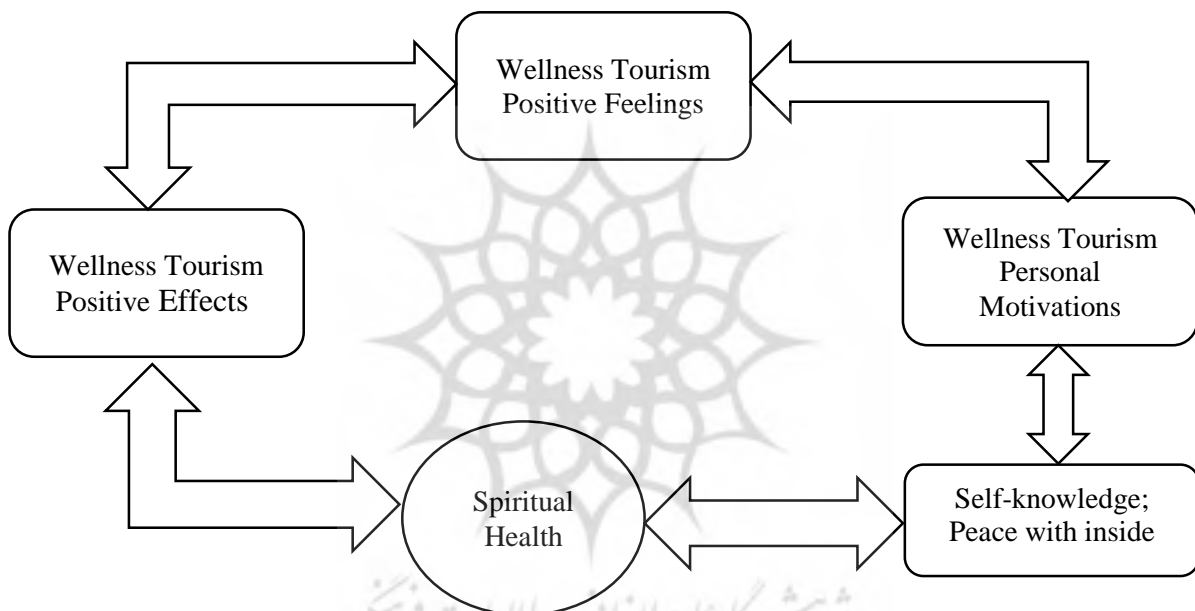 Wellness Tourism
Positive Feelings
Wellness Tourism
Positive Effects
Wellness Tourism
Personal
Motivations
Spiritual
Health
Self-knowledge;
Peace with inside